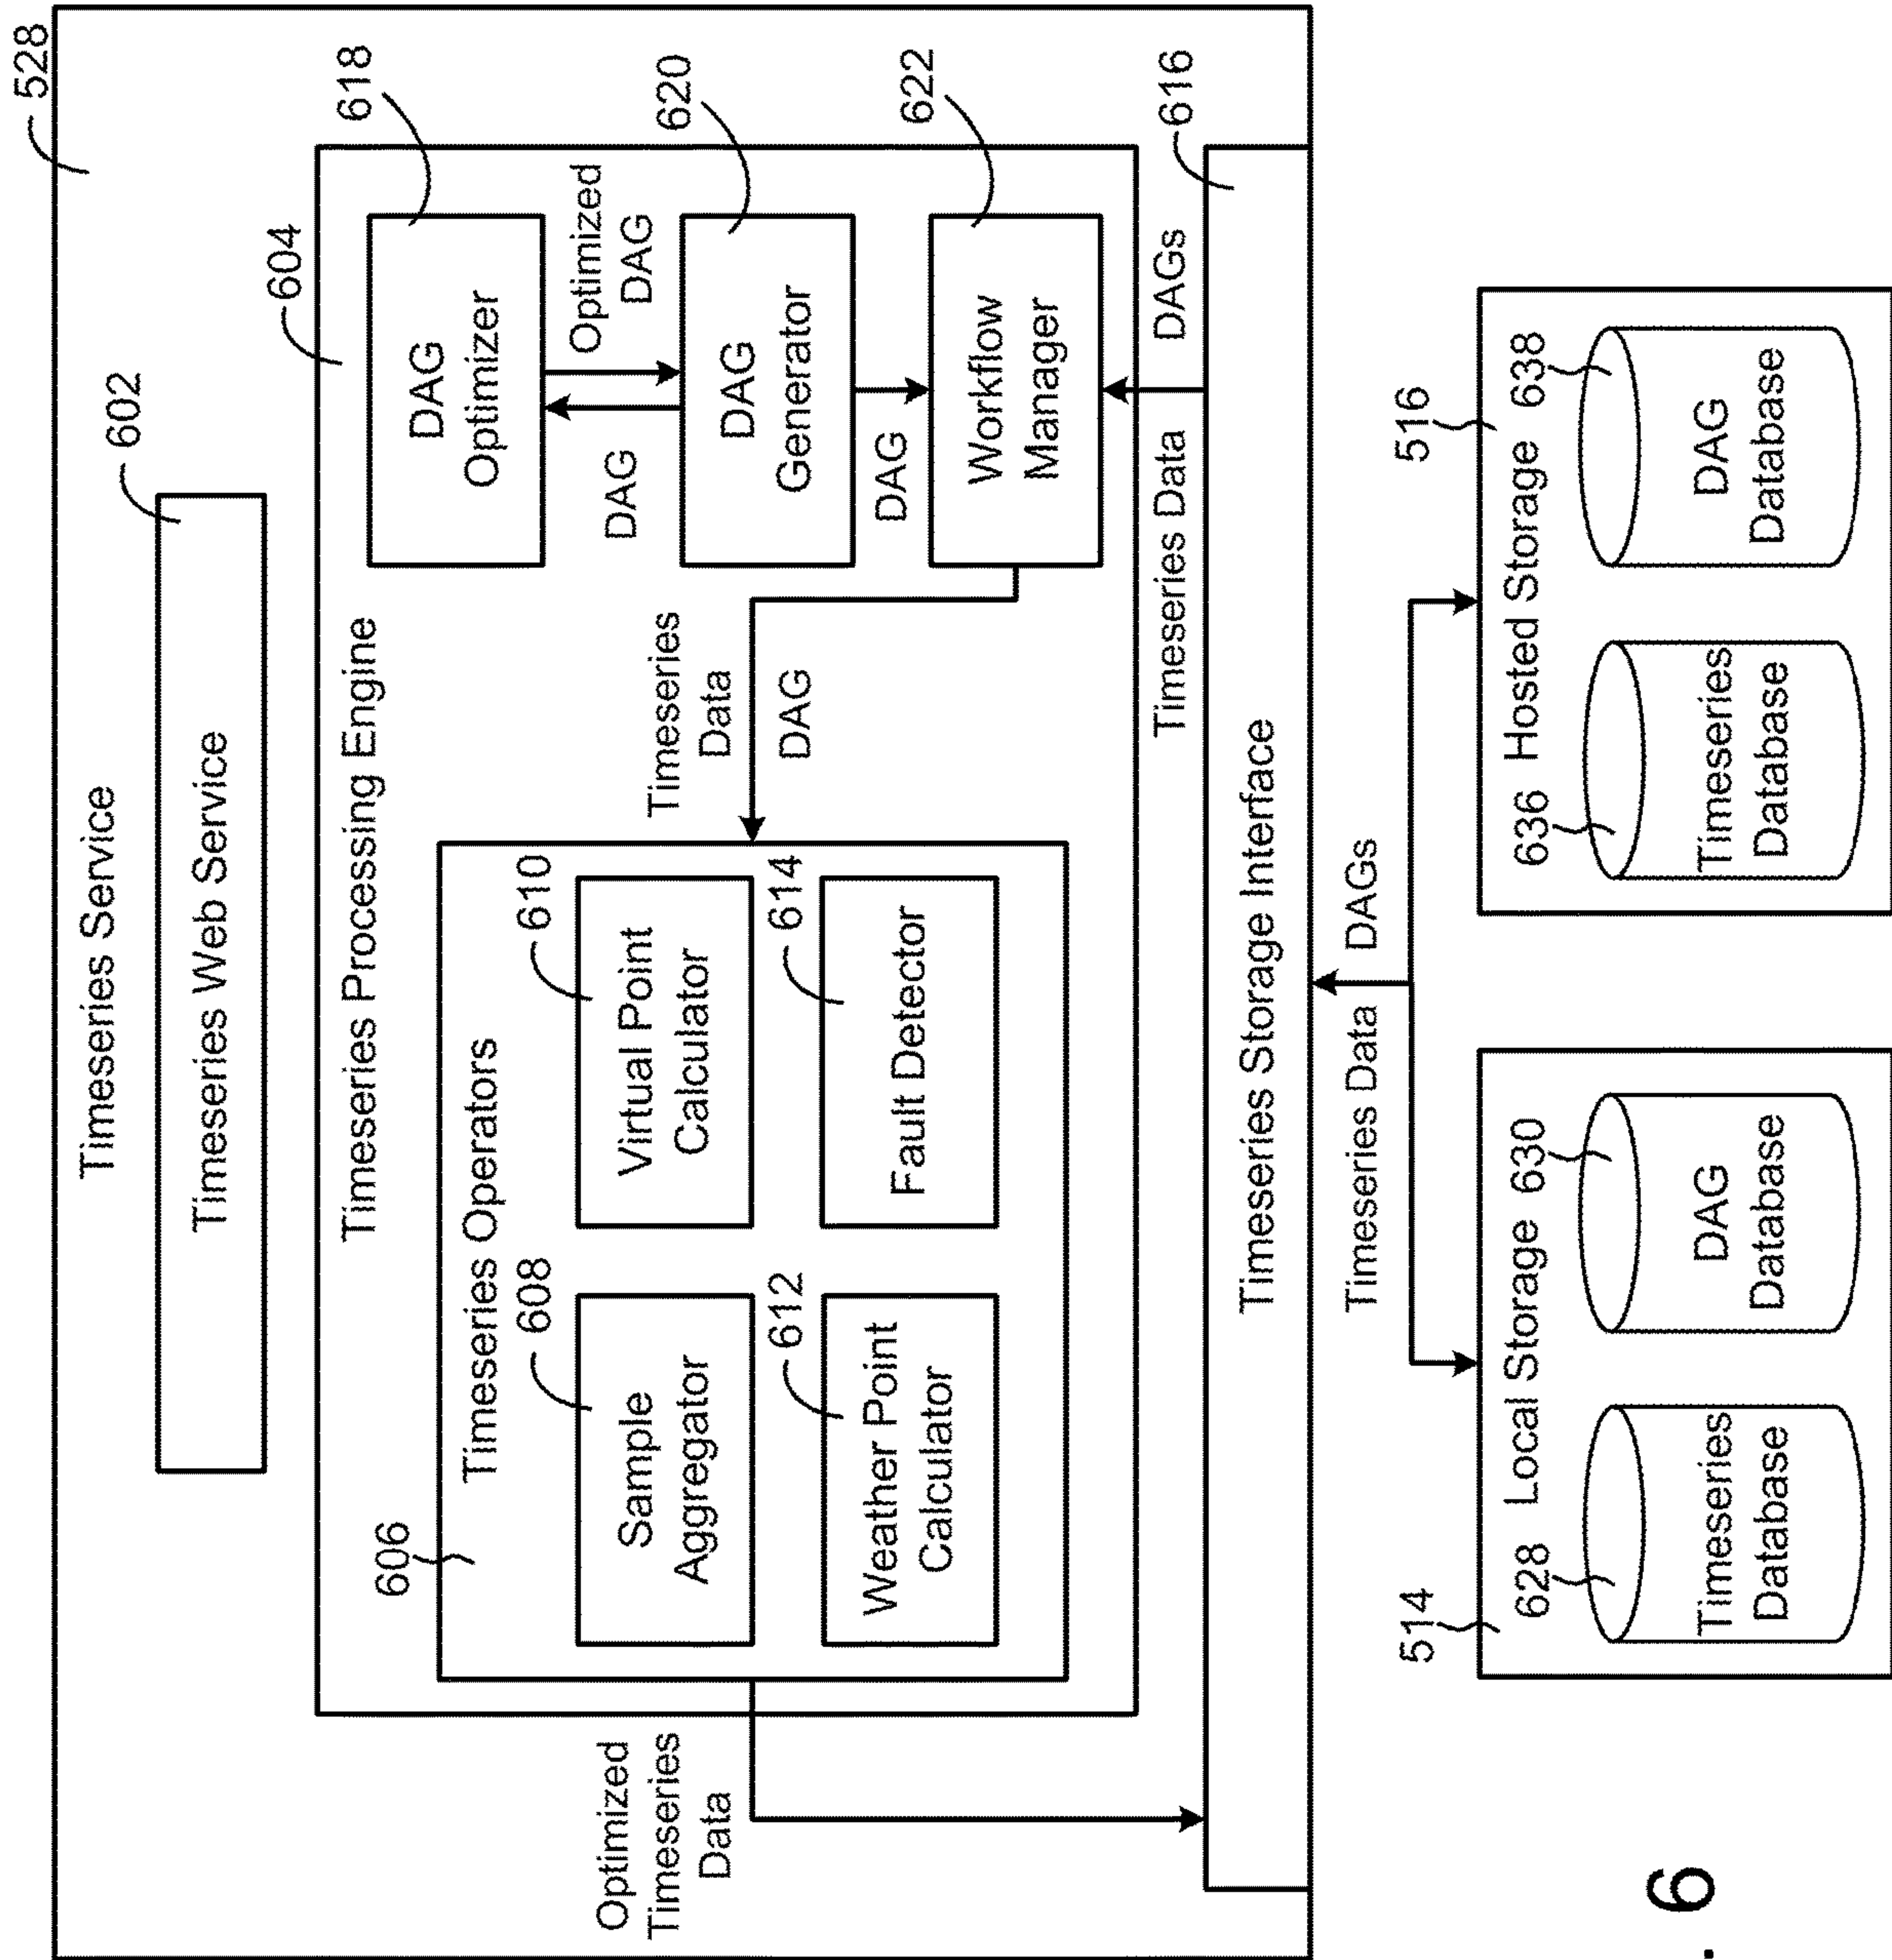 528
Timeseries Service
602
Timeseries Web Service
604
Timeseries Processing Engine
606
Timeseries Operators
608
Sample
Aggregator
610
Virtual Point
Calculator
612
Weather Point
Calculator
614
Fault Detector
618
DAG
Optimizer
Optimized
DAG
DAG
620
DAG
Generator
DAG
622
Workflow
Manager
Timeseries
Data
DAG
Optimized
Timeseries
Data
Timeseries Data
DAGs
616
Timeseries Storage Interface
Timeseries Data
DAGs
514
Local Storage
628
Timeseries
Database
630
DAG
Database
516
Hosted Storage
636
Timeseries
Database
638
DAG
Database
. 6